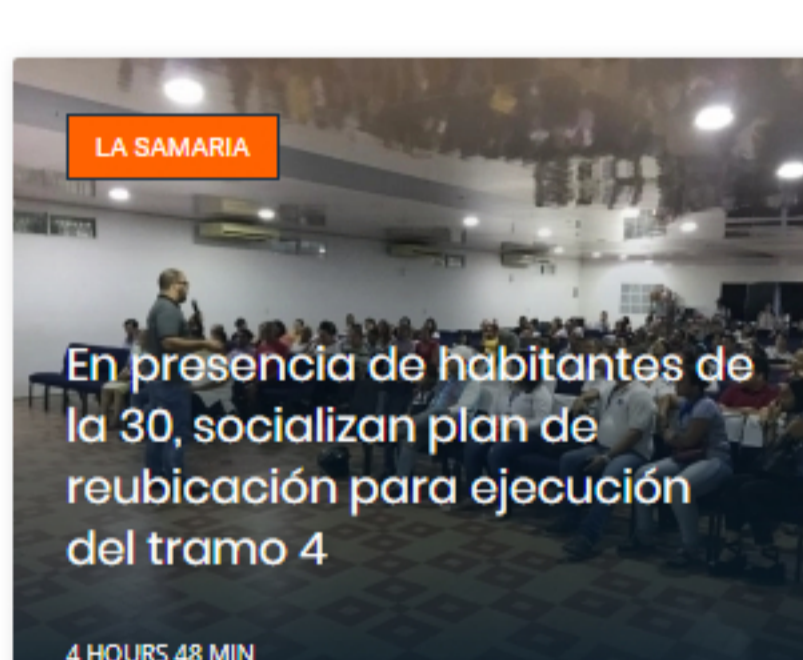 LA SAMARIA
En presencia de habitantes de
la 30, socializan plan de
reubicación para ejecución
del tramo 4
4 HOURS 48 MIN